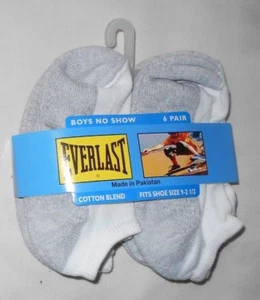 BOYS NO SHOW 6 PAIR
EVERLAST
Made in Pakistan
COTTON BLEND FITS SHOE SIZE 9-2 1/2